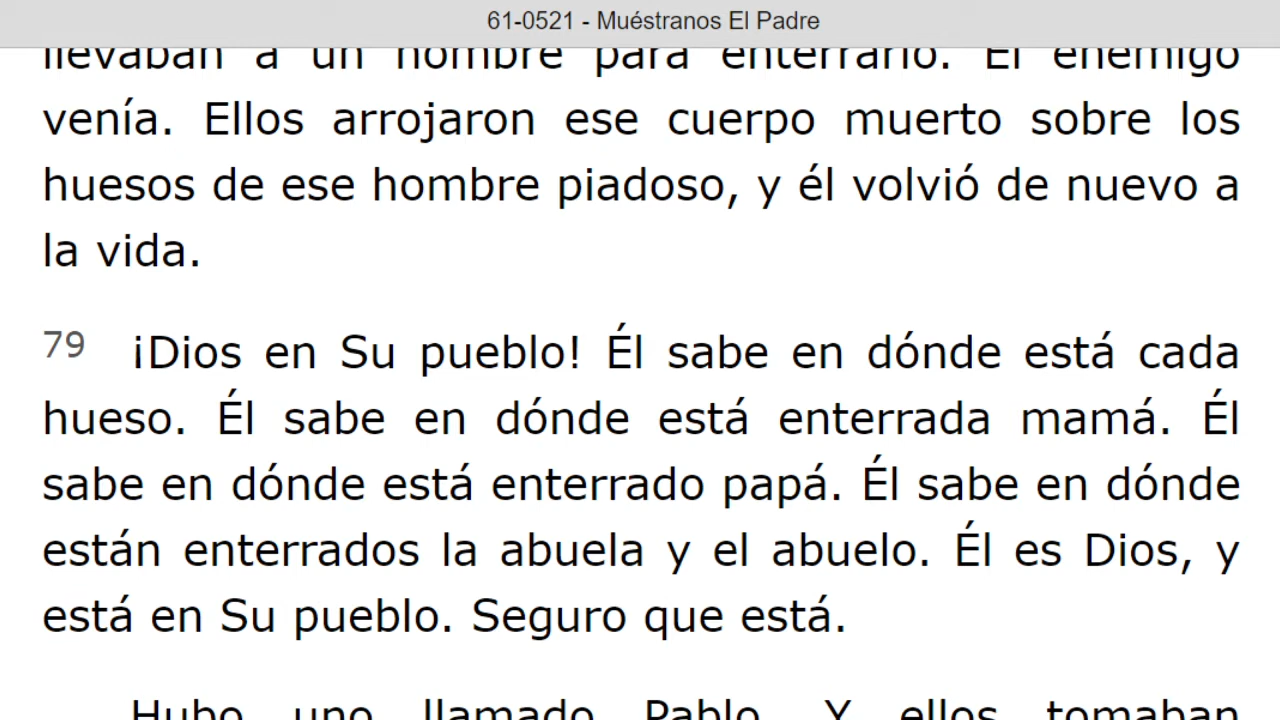 61-0521 - Muéstranos El Padre
llevaban a un hombre para enterrarlo. El enemigo
venía. Ellos arrojaron ese cuerpo muerto sobre los
huesos de ese hombre piadoso, y él volvió de nuevo a
la vida.
79 ¡Dios en Su pueblo! Él sabe en dónde está cada
hueso. Él sabe en dónde está enterrada mamá. Él
sabe en dónde está enterrado papá. Él sabe en dónde
están enterrados la abuela y el abuelo. Él es Dios, y
está en Su pueblo. Seguro que está.
Hubo uno llamado Pablo. Y ellos tomaban